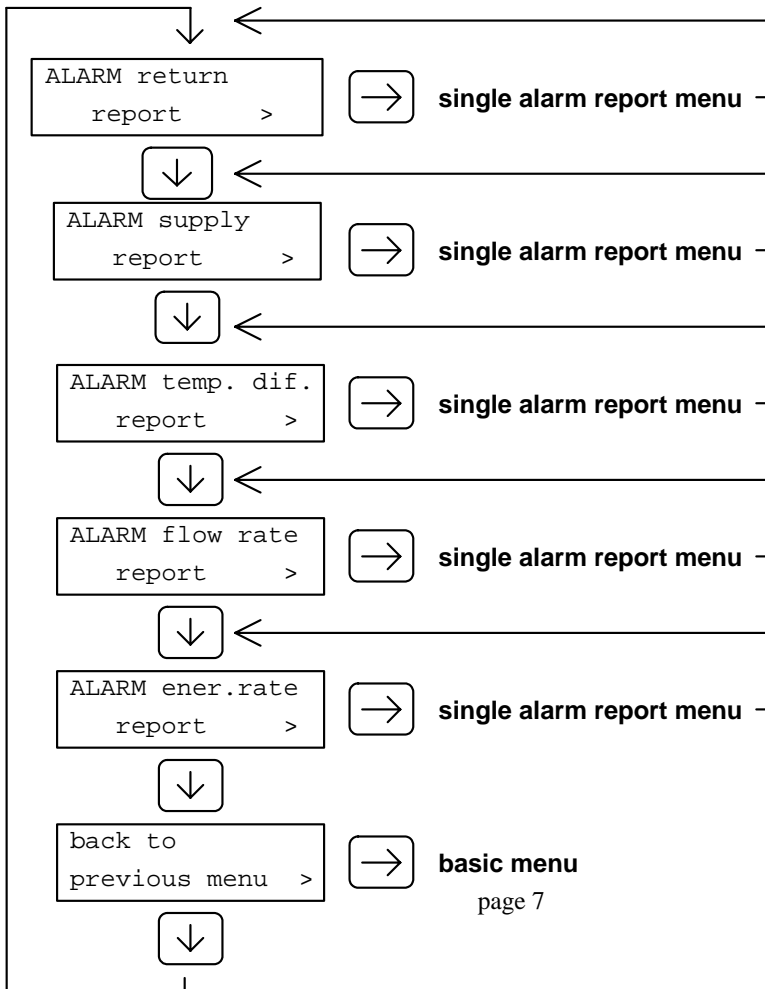 ALARM return
report >
single alarm report menu
ALARM supply
report >
single alarm report menu
ALARM temp. dif.
report >
single alarm report menu
ALARM flow rate
report >
single alarm report menu
ALARM ener.rate
report >
single alarm report menu
back to
previous menu >
basic menu
page 7